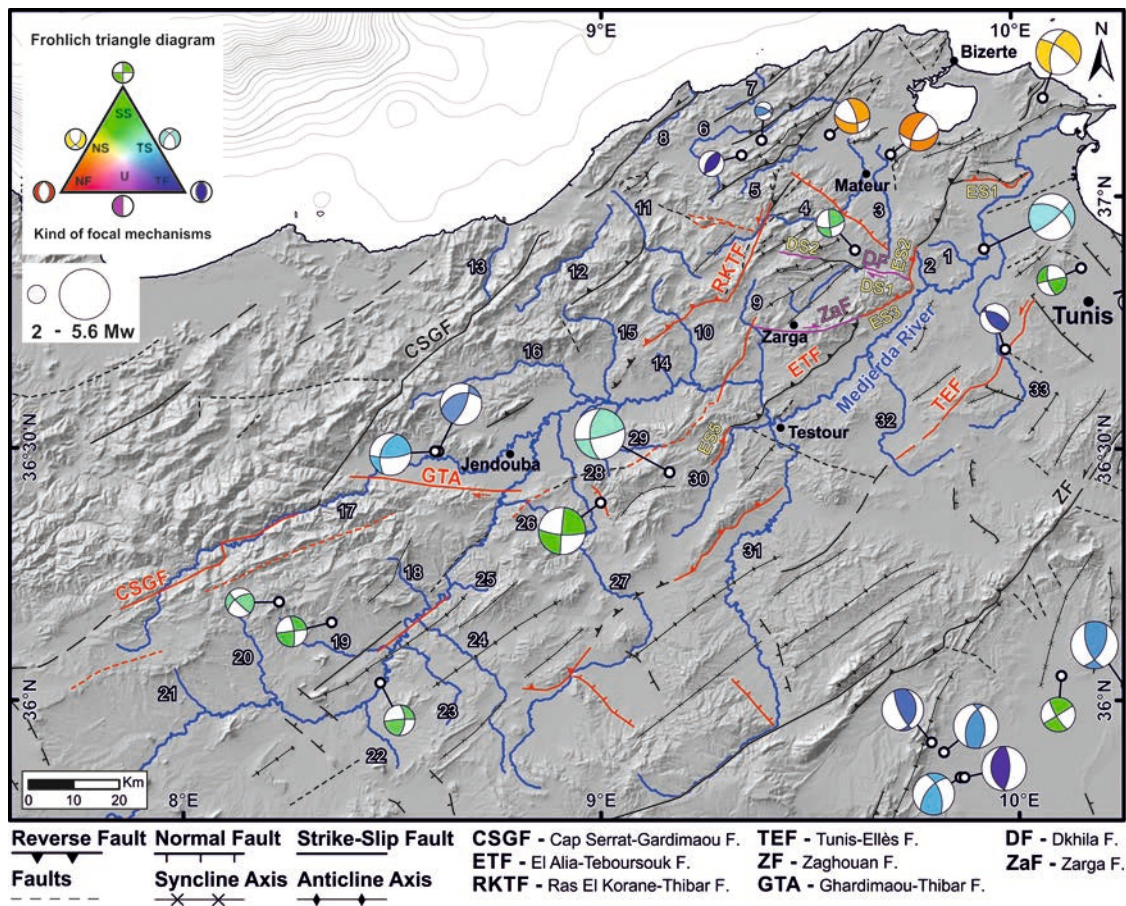 9°E
10°E
N
Frohlich triangle diagram
SS
NS
TS
NF
U
TF
Kind of focal mechanisms
2 - 5.6 Mw
Bizerte
7
6
8
5
Mateur
ES1
37°N
11
4
3
DS2
DF
ES2
2
1
13
12
RKTF
DS1
9
ZaF
ES3
Tunis
CSGF
15
10
Zarga
16
14
ETF
Medjerda River
TEF
33
29
ES5
Testour
32
36°30'N
36°30'N
Jendouba
28
30
GTA
ZF
17
26
31
CSGF
18
25
27
19
24
20
21
23
22
36°N
36°N
Km
0 10 20
8°E
9°E
10°E
Reverse Fault
Normal Fault
Strike-Slip Fault
CSGF - Cap Serrat-Gardimaou F.
TEF - Tunis-Ellès F.
DF - Dkhila F.
ETF - El Alia-Teboursouk F.
ZF - Zaghouan F.
ZaF - Zarga F.
Faults
Syncline Axis
Anticline Axis
RKTF - Ras El Korane-Thibar F.
GTA - Ghardimaou-Thibar F.